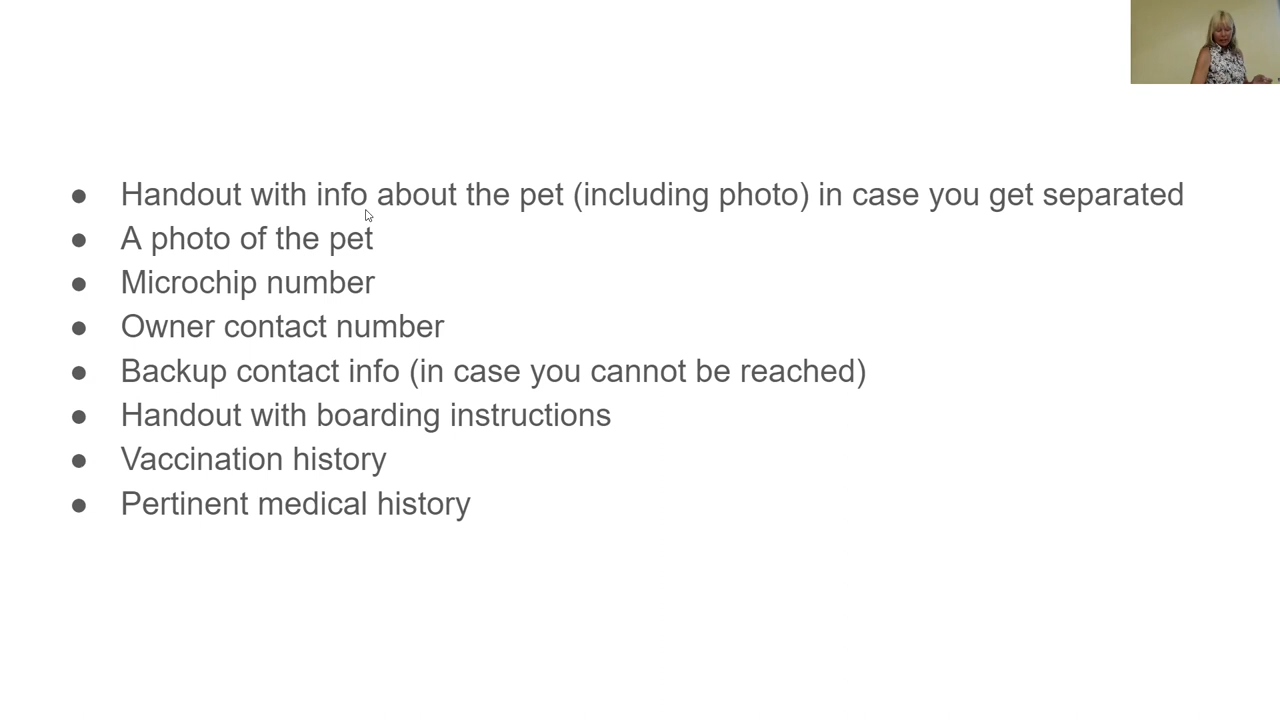 ● Handout with info about the pet (including photo) in case you get separated
● A photo of the pet
● Microchip number
● Owner contact number
● Backup contact info (in case you cannot be reached)
● Handout with boarding instructions
● Vaccination history
● Pertinent medical history